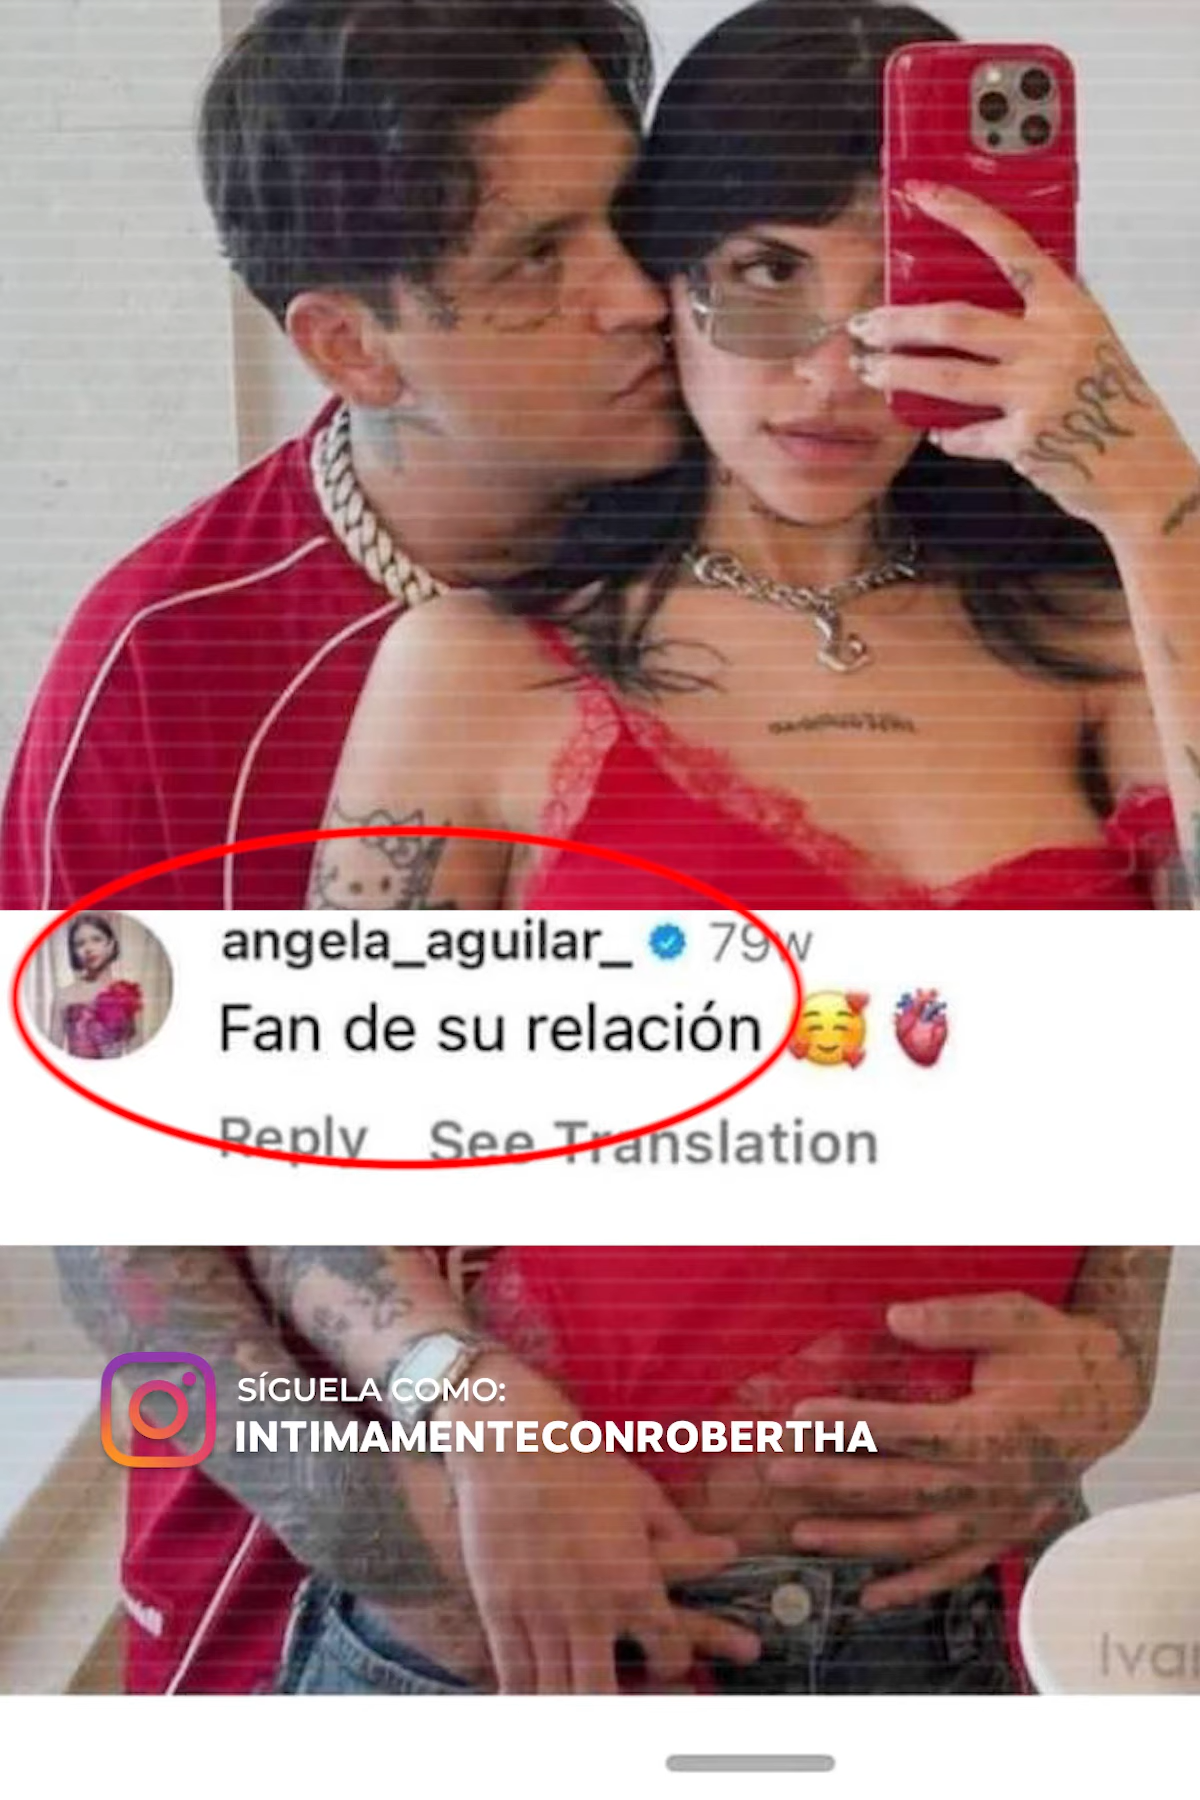 angela_aguilar_ 79w
Fan de su relación 🥰 🫀
Reply See Translation
SÍGUELA COMO:
INTIMAMENTECONROBERTHA